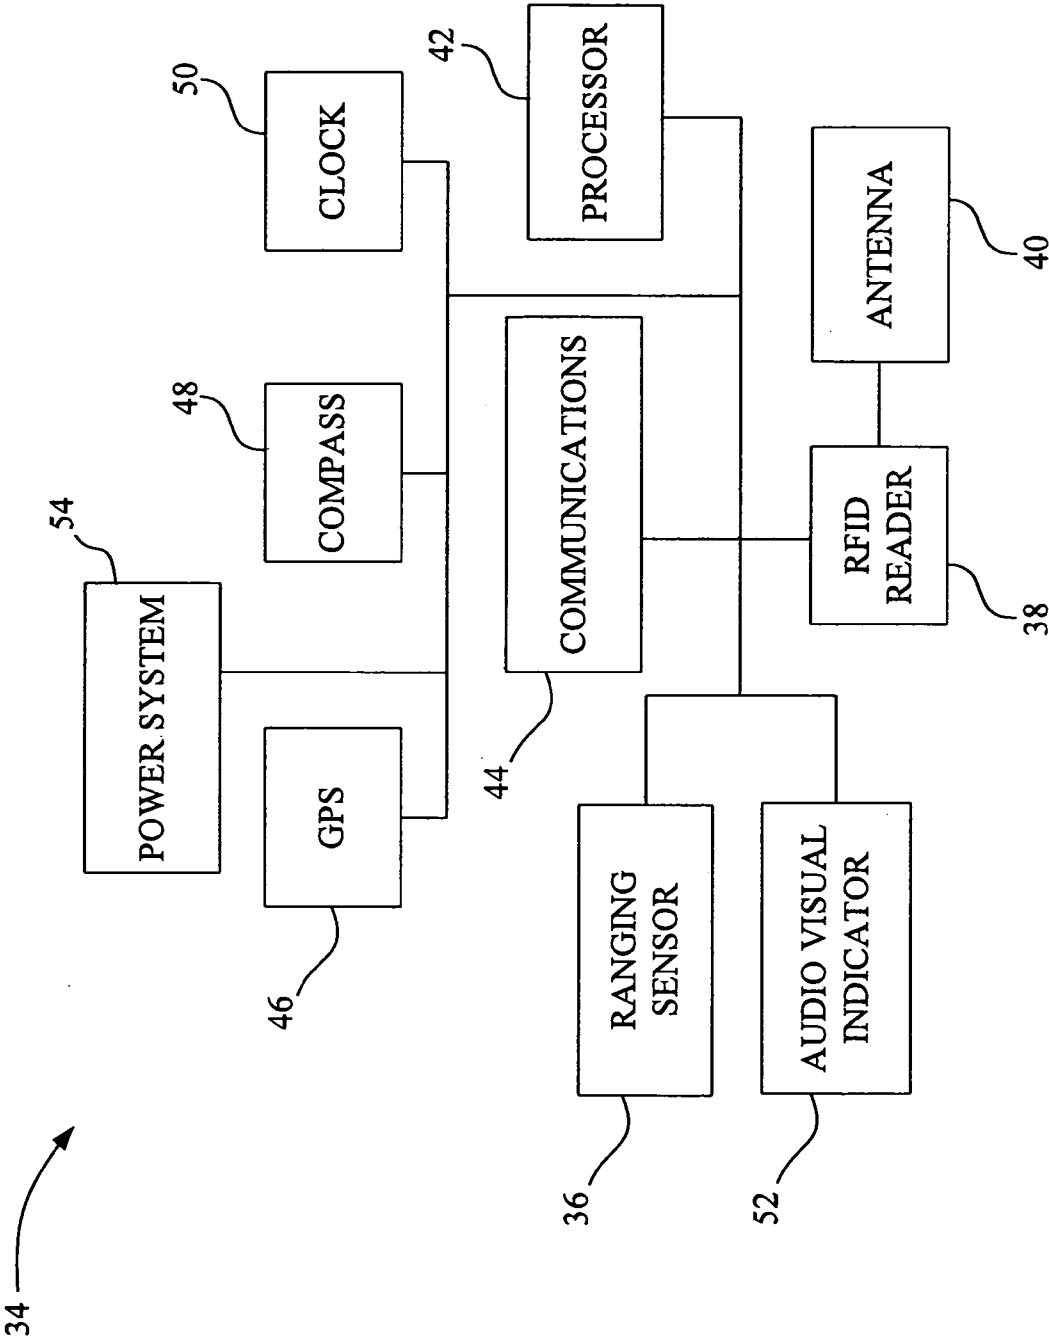 34
54
POWER SYSTEM
46
GPS
48
COMPASS
50
CLOCK
44
COMMUNICATIONS
42
PROCESSOR
36
RANGING
SENSOR
52
AUDIO VISUAL
INDICATOR
RFID
READER
38
ANTENNA
40